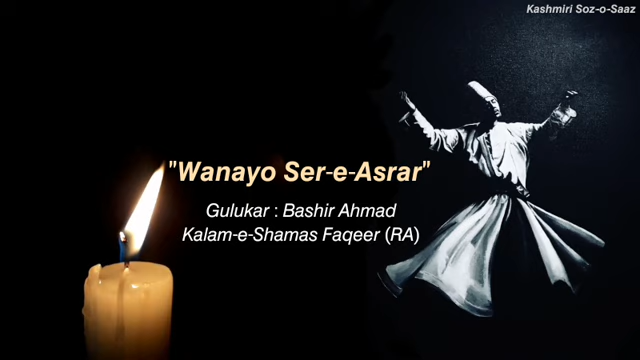 Kashmiri Soz-o-Saaz
"Wanayo Ser-e-Asrar"
Gulukar : Bashir Ahmad
Kalam-e-Shamas Faqeer (RA)